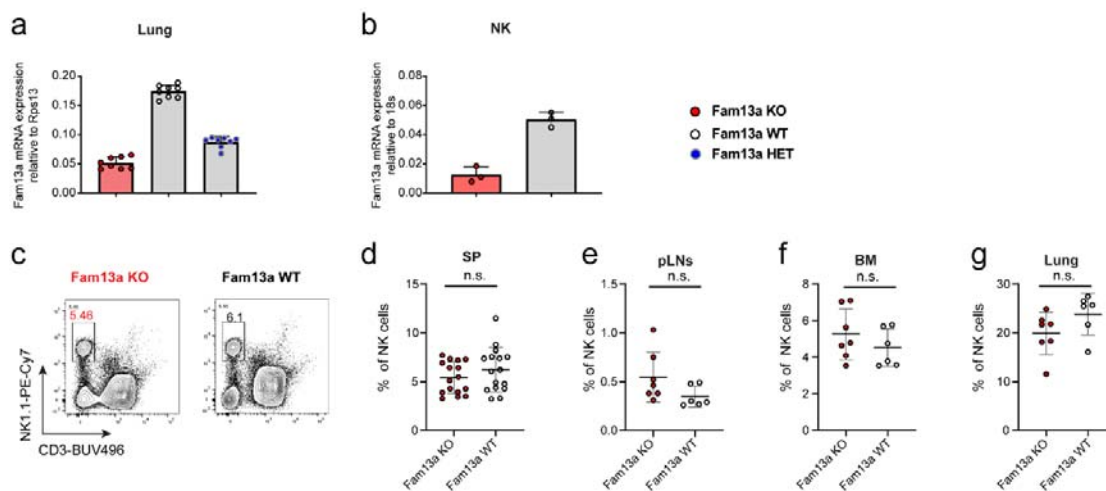 a
Lung
Fam13a mRNA expression
relaltive to Rps13
0.20
0.15
0.10
0.05
0.00
b
NK
Fam13a mRNA expression
relattive to 18s
0.08
0.06
0.04
0.02
0.00
Fam13a KO
Fam13a WT
Fam13a HET
c
Fam13a KO
Fam13a WT
5.46
6.1
NK1.1-PE-Cy7
CD3-BUV496
d
SP
n.s.
% of NK cells
15
10
5
0
Fam13a KO
Fam13a WT
e
pLNs
n.s.
% of NK cells
1.5
1.0
0.5
0.0
Fam13a KO
Fam13a WT
f
BM
n.s.
% of NK cells
8
6
4
2
0
Fam13a KO
Fam13a WT
g
Lung
n.s.
% of NK cells
30
20
10
0
Fam13a KO
Fam13a WT